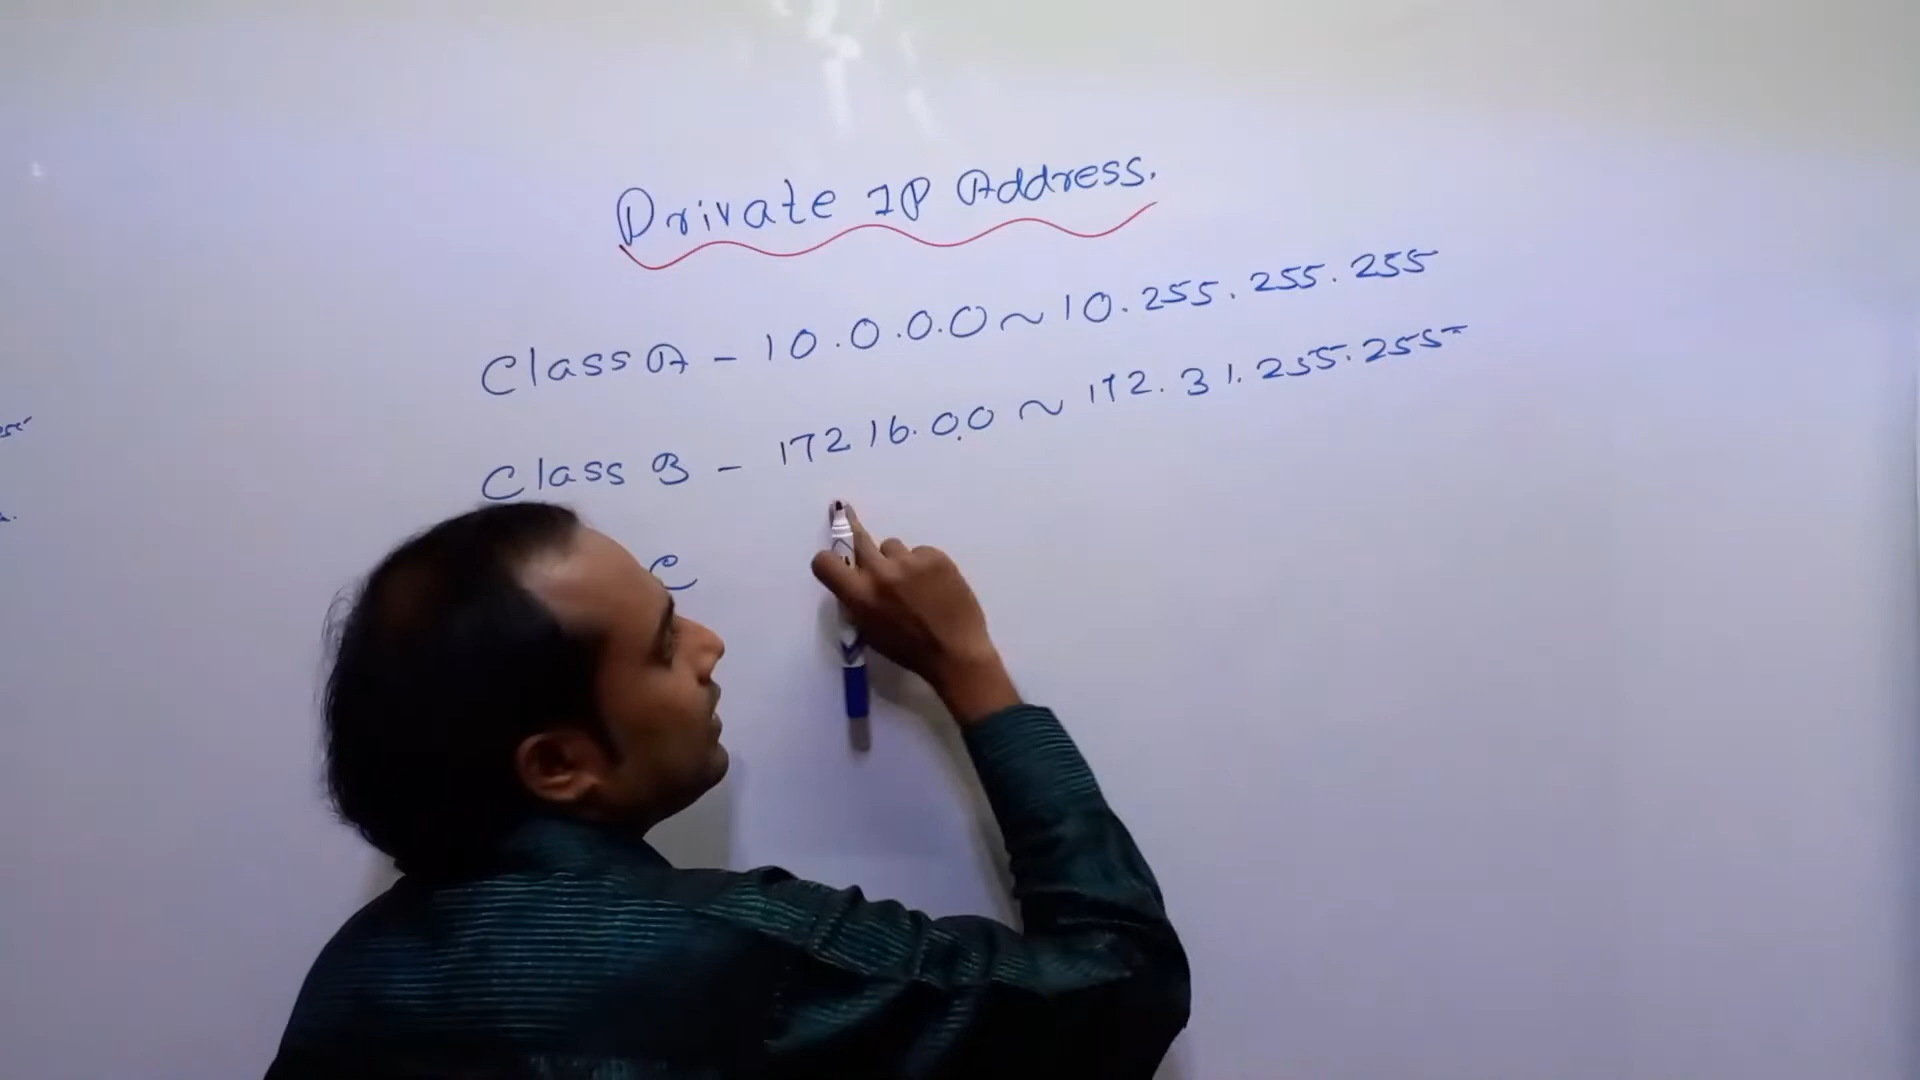 Private IP Address.
Class A - 10.0.0.0 ~ 10.255.255.255
Class B - 172.16.0.0 ~ 172.31.255.255
C